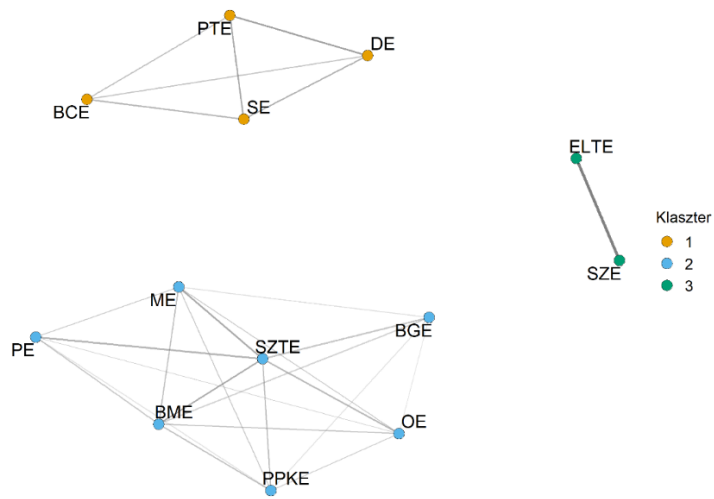 PTE
DE
BCE
SE
ELTE
SZE
Klaszter
1
2
3
ME
BGE
PE
SZTE
BME
OE
PPKE